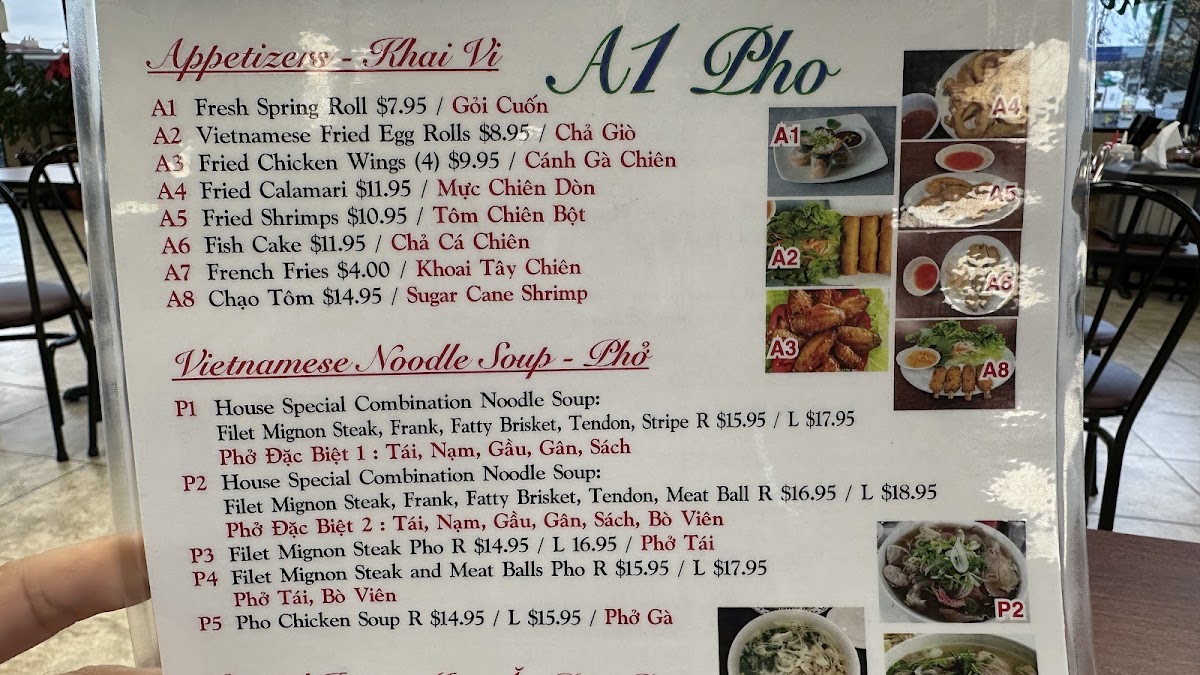 Appetizers - Khai Vị
A1 Pho
A1 Fresh Spring Roll $7.95 / Gỏi Cuốn
A2 Vietnamese Fried Egg Rolls $8.95 / Chả Giò
A3 Fried Chicken Wings (4) $9.95 / Cánh Gà Chiên
A4 Fried Calamari $11.95 / Mực Chiên Dòn
A5 Fried Shrimps $10.95 / Tôm Chiên Bột
A6 Fish Cake $11.95 / Chả Cá Chiên
A7 French Fries $4.00 / Khoai Tây Chiên
A8 Chạo Tôm $14.95 / Sugar Cane Shrimp
A1
A2
A3
A4
A5
A6
A8
Vietnamese Noodle Soup - Phở
P1 House Special Combination Noodle Soup:
Filet Mignon Steak, Frank, Fatty Brisket, Tendon, Stripe R $15.95 / L $17.95
Phở Đặc Biệt 1 : Tái, Nạm, Gầu, Gân, Sách
P2 House Special Combination Noodle Soup:
Filet Mignon Steak, Frank, Fatty Brisket, Tendon, Meat Ball R $16.95 / L $18.95
Phở Đặc Biệt 2 : Tái, Nạm, Gầu, Gân, Sách, Bò Viên
P3 Filet Mignon Steak Pho R $14.95 / L 16.95 / Phở Tái
P4 Filet Mignon Steak and Meat Balls Pho R $15.95 / L $17.95
Phở Tái, Bò Viên
P5 Pho Chicken Soup R $14.95 / L $15.95 / Phở Gà
P2